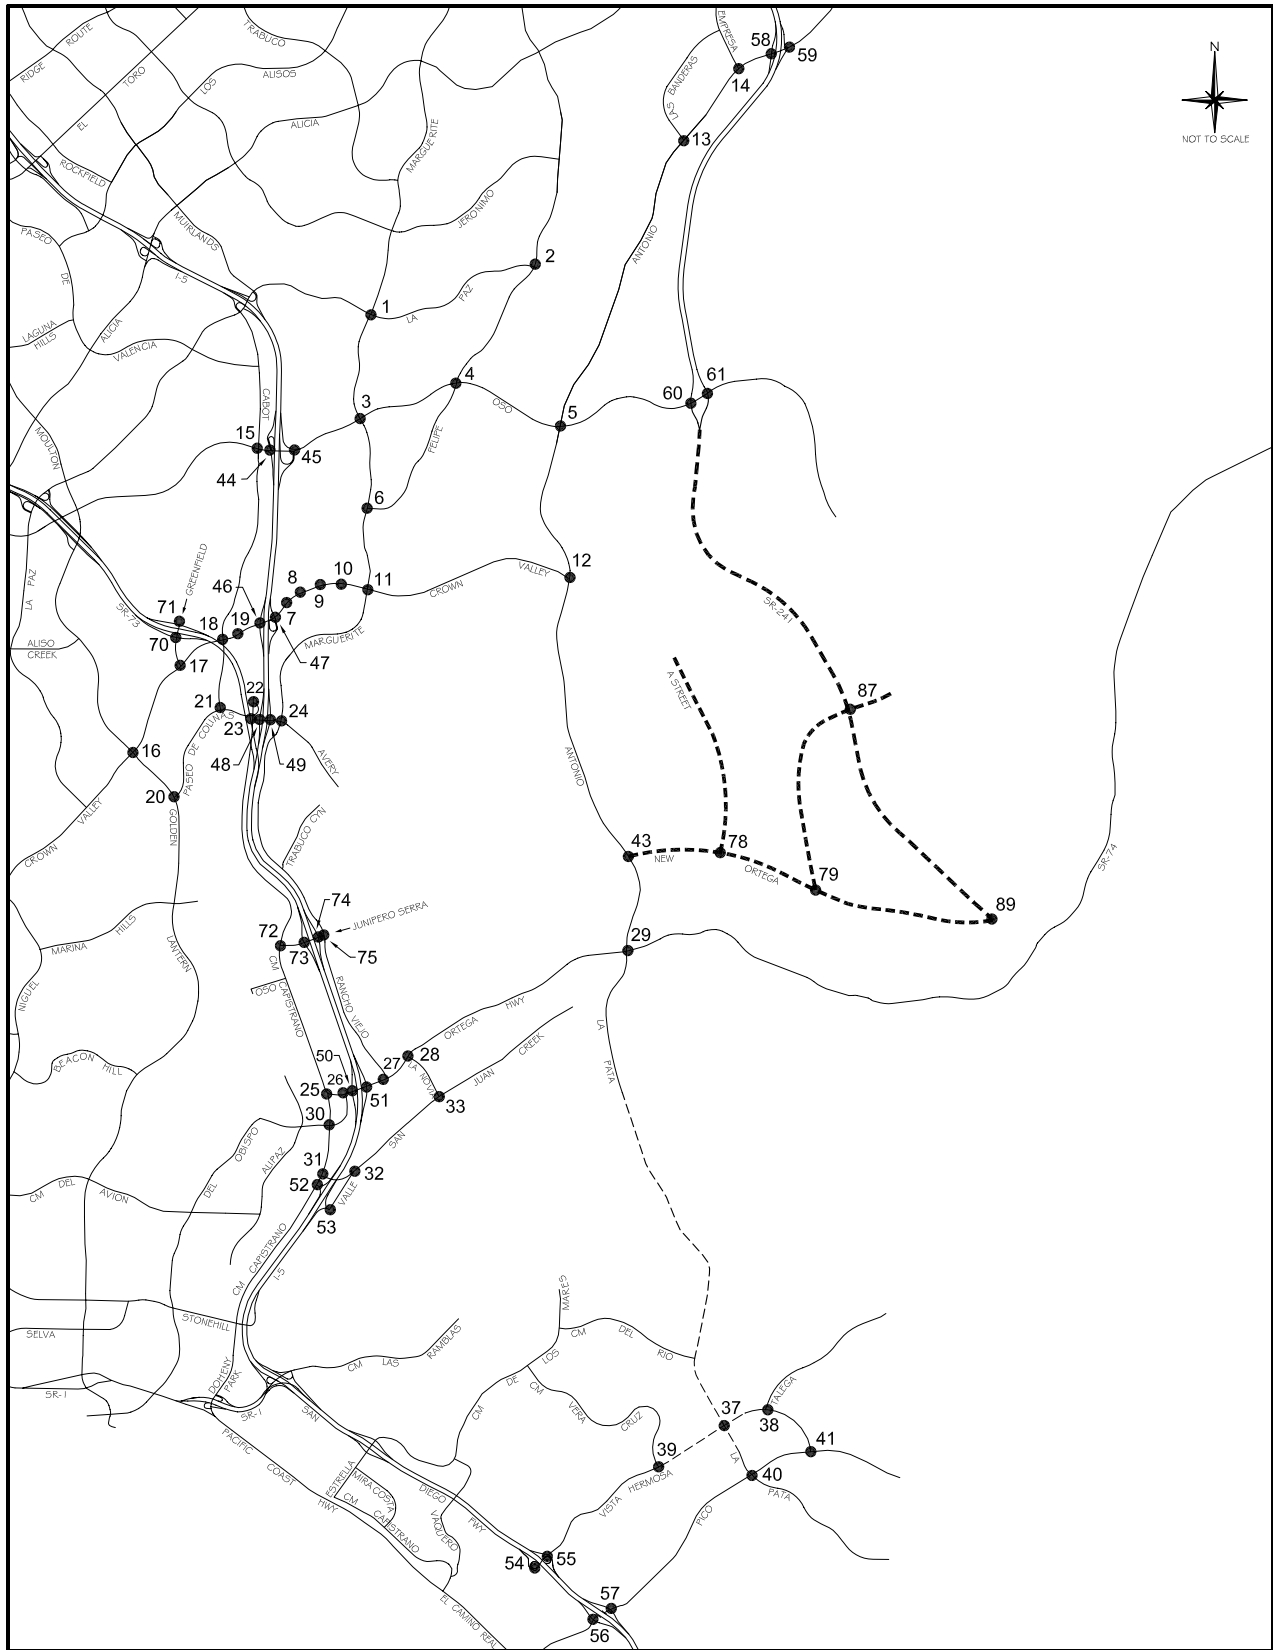 RIDGE ROUTE
TRABUCO
EL TORO
LOS ALISOS
ALICIA
ROCKFIELD
MARGUERITE
JERONIMO
MUIRLANDS
EMPRESA
LAS BANDERAS
58
59
14
13
N
NOT TO SCALE
PASEO DE VALENCIA
I-5
ANTONIO
2
1
LA PAZ
LAGUNA
HILLS
ALICIA
CABOT
4
3
OSO
5
60
61
MOULTON
15
44
45
FELIPE
6
LA PAZ
GREENFIELD
SR-73
46
8
9
10
11
CROWN VALLEY
12
SR-241
71
70
18
19
7
47
MARGUERITE
17
ALISO
CREEK
A STREET
87
21
22
23
24
48
49
AVERY
16
PASEO DE COLINAS
20
ANTONIO
CROWN VALLEY
GOLDEN LANTERN
TRABUCO CYN
43
NEW ORTEGA
78
79
89
SR-74
74
JUNIPERO SERRA
72
73
75
MARINA HILLS
NIGUEL
29
CM CAPISTRANO
OSO
RANCHO VIEJO
ORTEGA HWY
LA PATA
BEACON HILL
50
27
28
LA NOVIA
JUAN CREEK
25
26
51
33
30
DEL OBISPO
ALIPAZ
31
32
SAN
52
VALLE
53
CM DEL AVION
CM CAPISTRANO
I-5
STONEHILL
SELVA
CM LAS RAMBLAS
CM DE LOS MARES
CM DEL RIO
SR-1
DOHENY
PARK
SR-1
SAN DIEGO FWY
CM VERA CRUZ
37
38
TALEGA
41
39
40
LA PATA
VISTA HERMOSA
PICO
PACIFIC COAST HWY
ESTRELLA
MIRA COSTA
CM CAPISTRANO
VAQUERO
EL CAMINO REAL
54
55
57
56